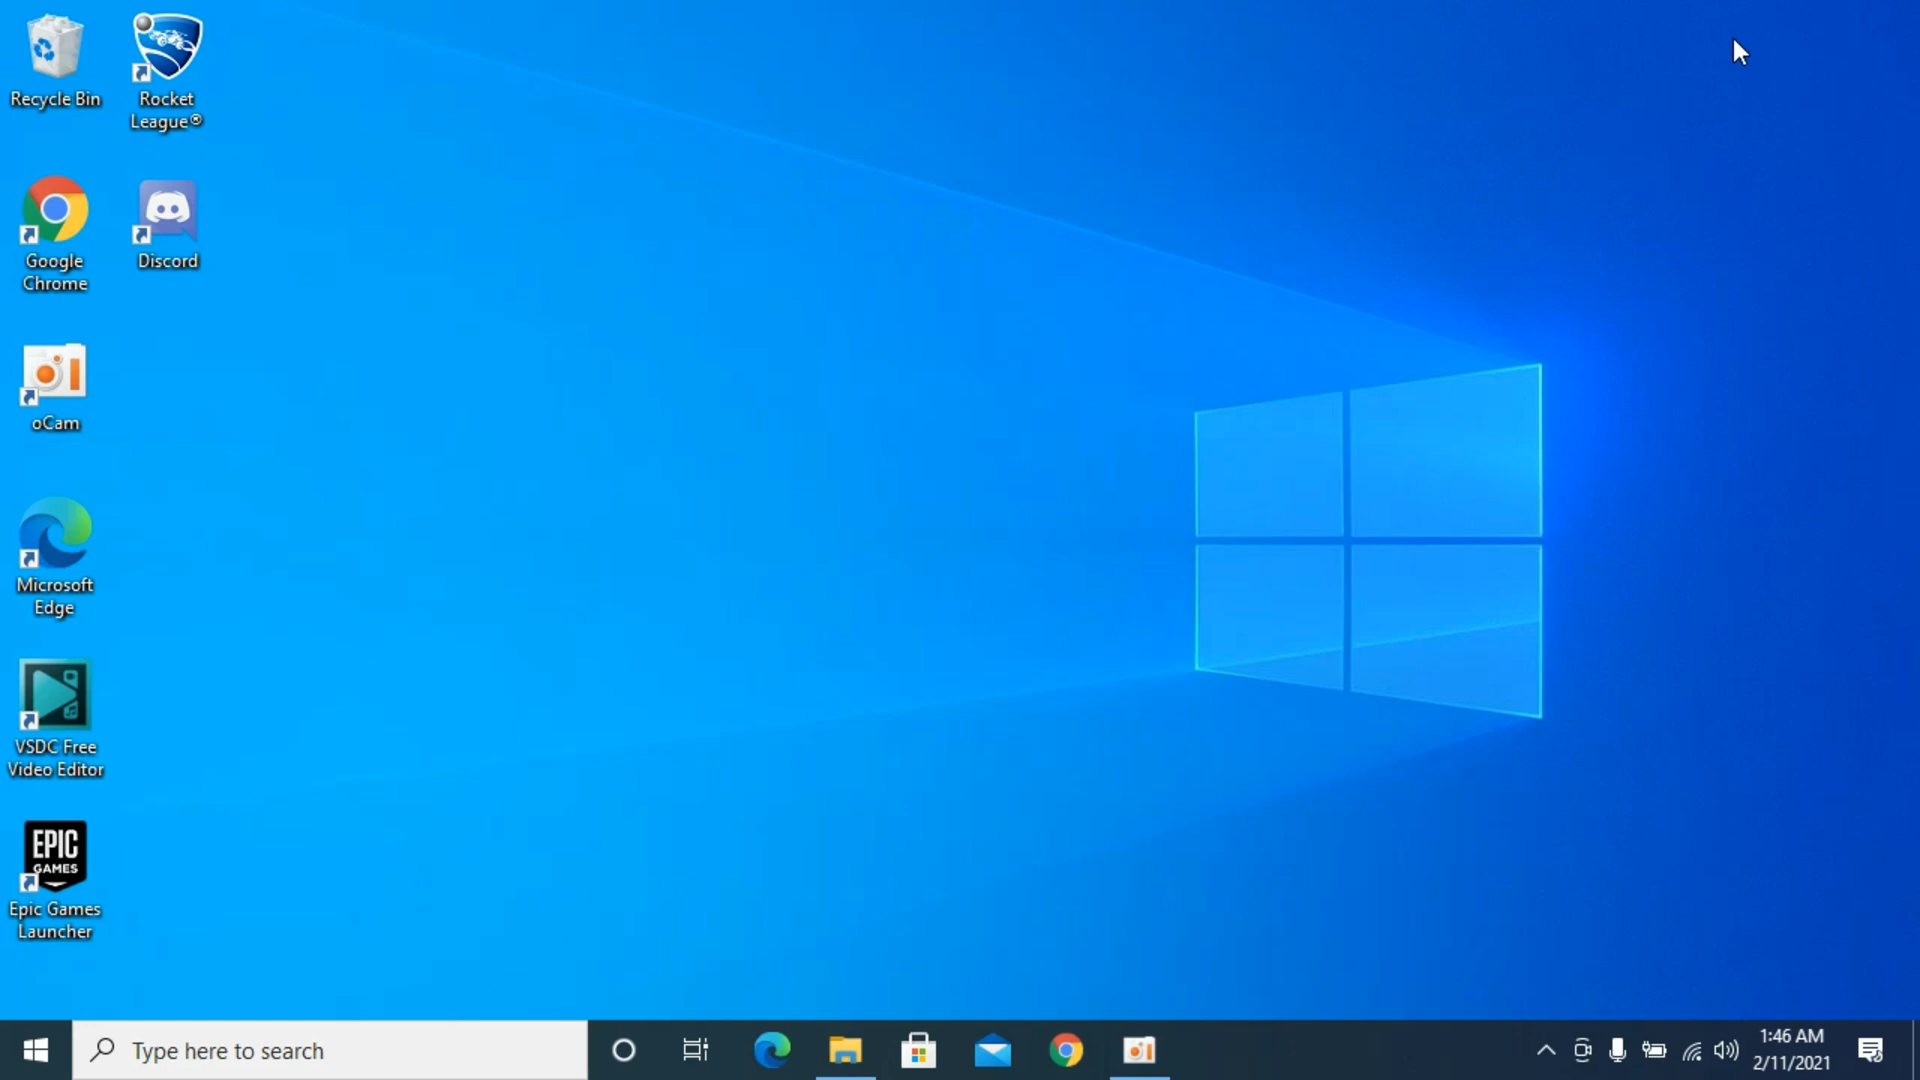 Recycle Bin
Rocket
League®
Google
Chrome
Discord
oCam
Microsoft
Edge
VSDC Free
Video Editor
EPIC
GAMES
Epic Games
Launcher
Type here to search
1:46 AM
2/11/2021